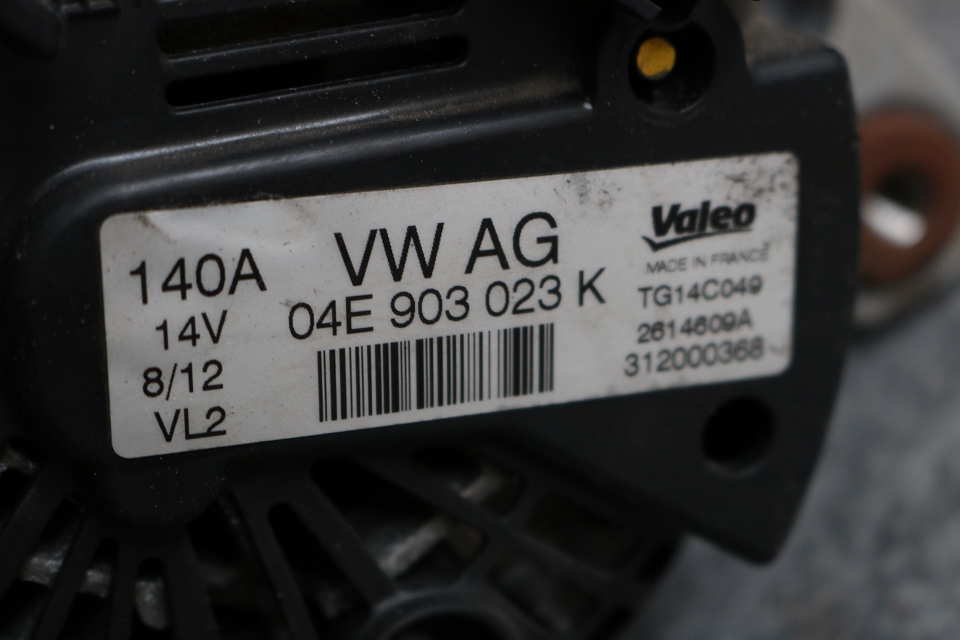 140A
14V
8/12
VL2
VW AG
04E 903 023 K
Valeo
MADE IN FRANCE
TG14C049
2614609A
312000368